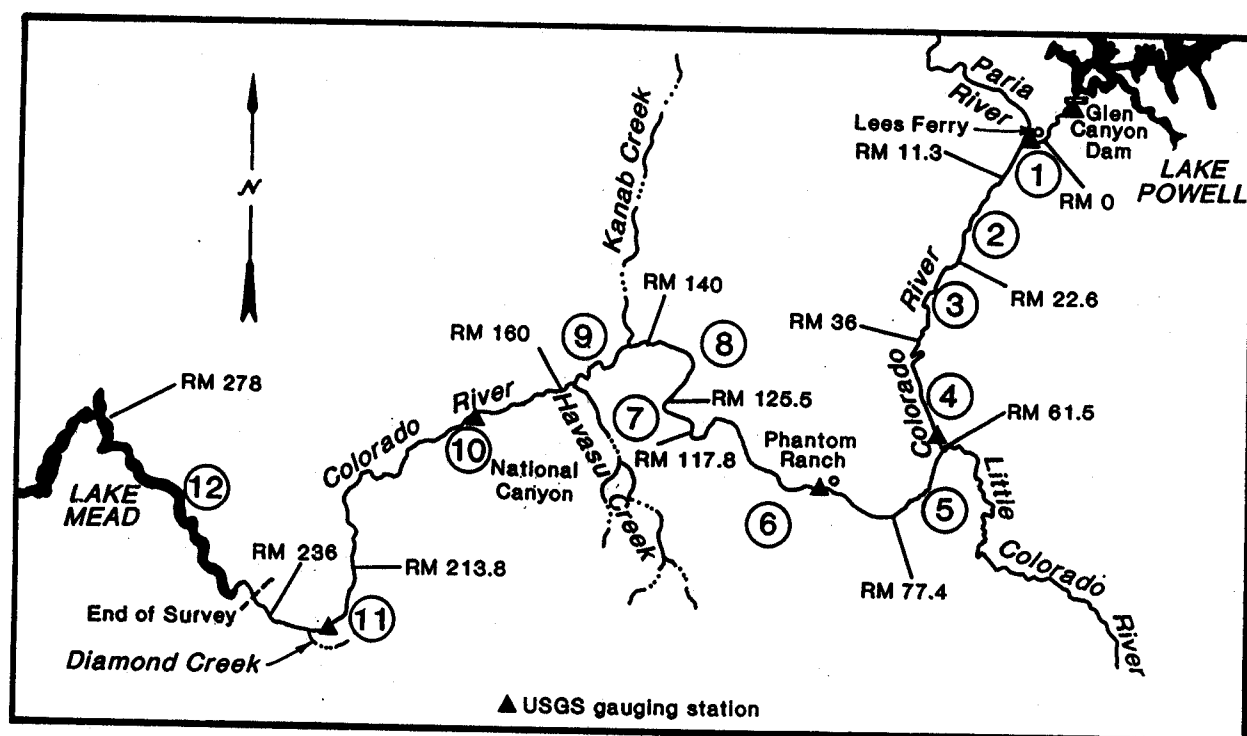 Paria
River
Glen
Canyon
Dam
Lees Ferry
RM 11.3
1
RM 0
LAKE
POWELL
Kanab Creek
N
2
River
RM 22.6
3
RM 140
RM 36
RM 160
9
8
Colorado
4
RM 278
River
Havasu
Creek
7
RM 125.5
RM 61.5
Colorado
10
National
Canyon
RM 117.8
Phantom
Ranch
Little
Colorado
River
12
LAKE
MEAD
6
5
RM 236
RM 213.8
RM 77.4
End of Survey
11
Diamond Creek
USGS gauging station